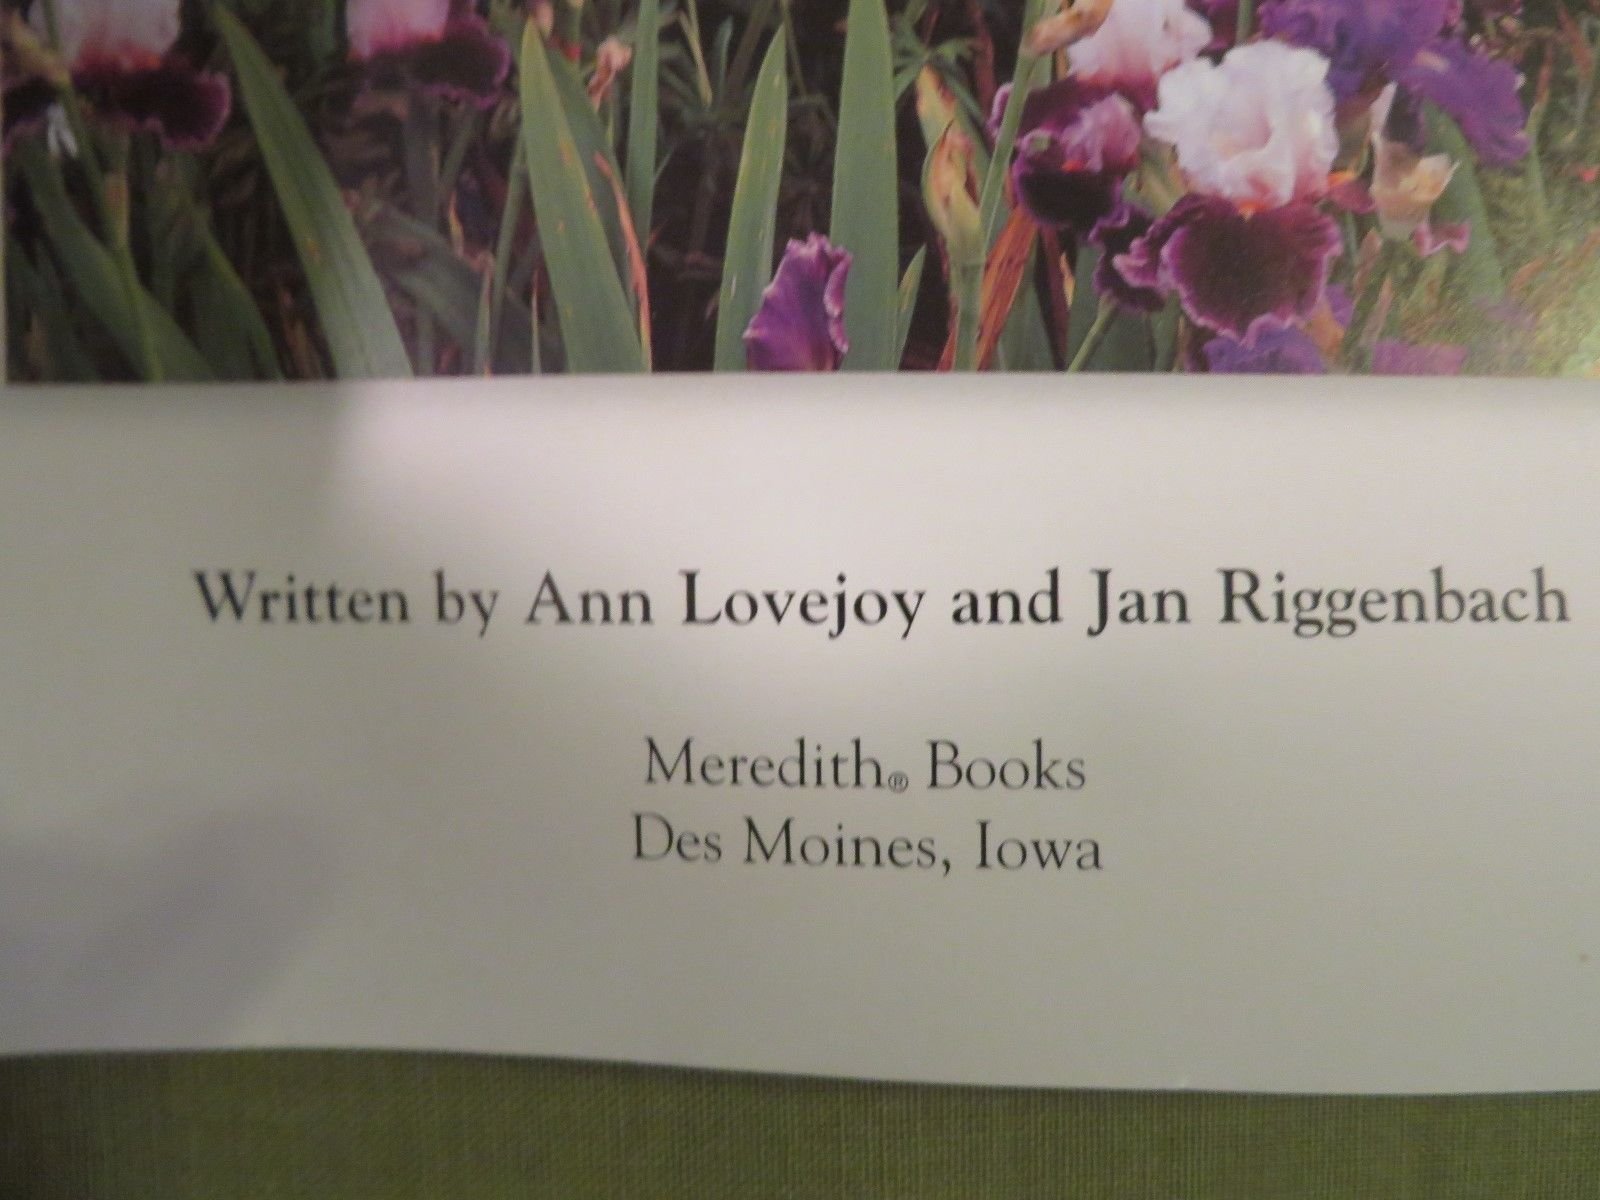 Written by Ann Lovejoy and Jan Riggenbach
Meredith® Books
Des Moines, Iowa